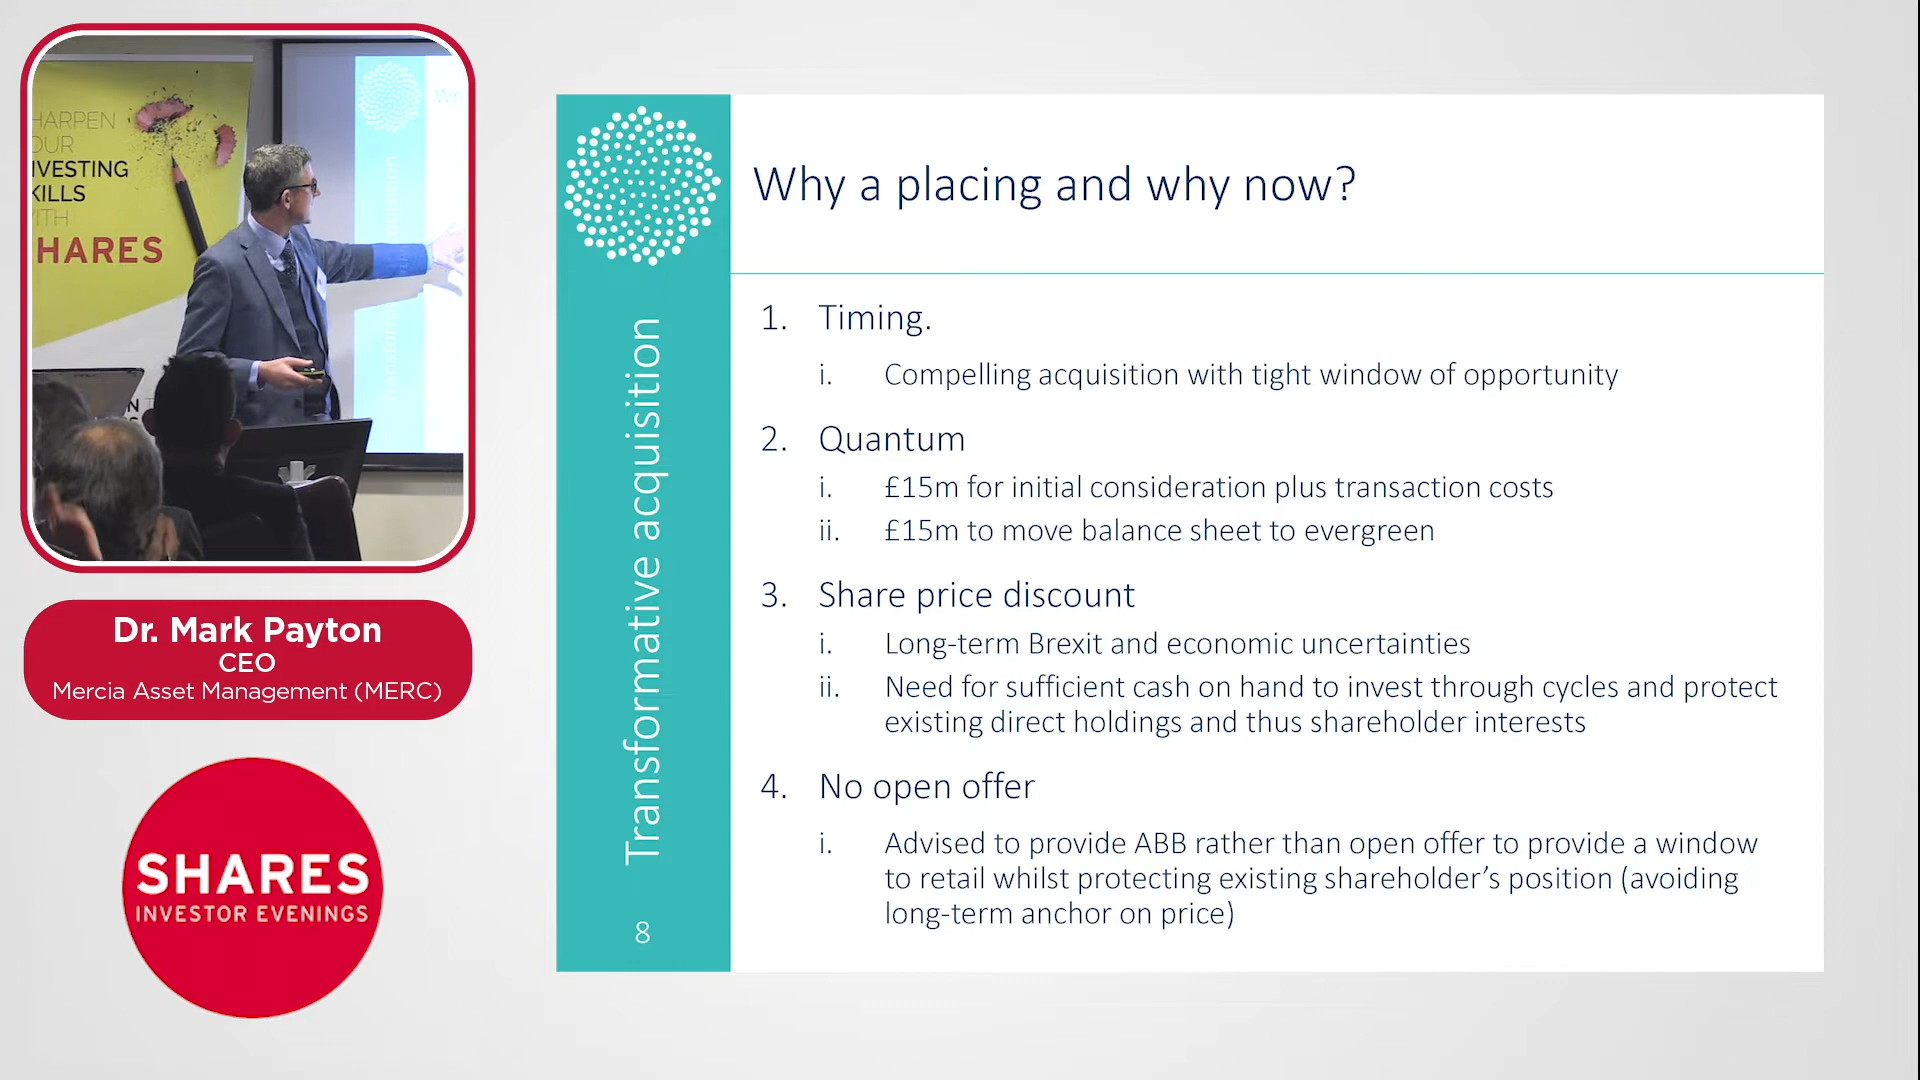 HARPEN
OUR
NVESTING
KILLS
ITH
HARES
Transformative acquisition
Dr. Mark Payton
CEO
Mercia Asset Management (MERC)
SHARES
INVESTOR EVENINGS
Transformative acquisition
8
Why a placing and why now?
1. Timing.
i. Compelling acquisition with tight window of opportunity
2. Quantum
i. £15m for initial consideration plus transaction costs
ii. £15m to move balance sheet to evergreen
3. Share price discount
i. Long-term Brexit and economic uncertainties
ii. Need for sufficient cash on hand to invest through cycles and protect
existing direct holdings and thus shareholder interests
4. No open offer
i. Advised to provide ABB rather than open offer to provide a window
to retail whilst protecting existing shareholder's position (avoiding
long-term anchor on price)